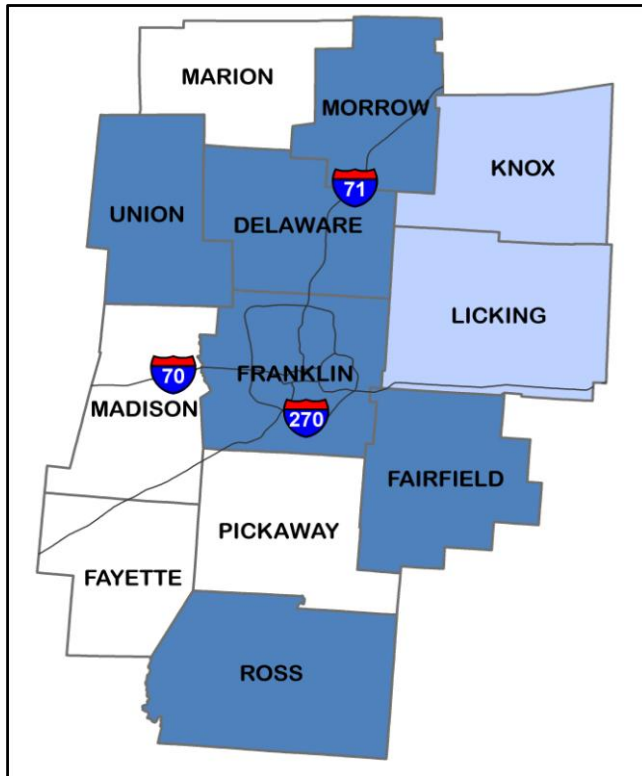 MARION
MORROW
KNOX
71
UNION
DELAWARE
LICKING
70
FRANKLIN
MADISON
270
FAIRFIELD
PICKAWAY
FAYETTE
ROSS